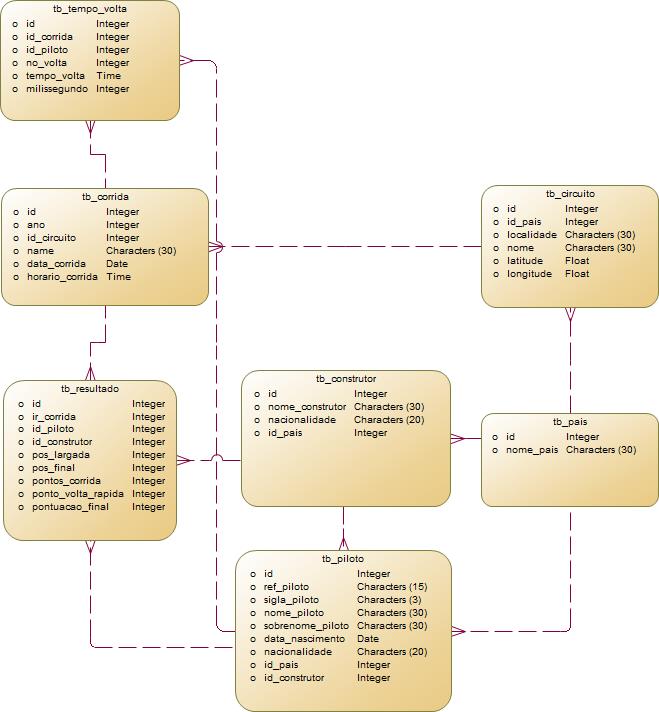 tb_tempo_volta
id Integer
id_corrida Integer
id_piloto Integer
no_volta Integer
tempo_volta Time
milissegundo Integer
tb_corrida
id Integer
ano Integer
id_circuito Integer
name Characters (30)
data_corrida Date
horario_corrida Time
tb_circuito
id Integer
id_pais Integer
localidade Characters (30)
nome Characters (30)
latitude Float
longitude Float
tb_resultado
id Integer
ir_corrida Integer
id_piloto Integer
id_construtor Integer
pos_largada Integer
pos_final Integer
pontos_corrida Integer
ponto_volta_rapida Integer
pontuacao_final Integer
tb_construtor
id Integer
nome_construtor Characters (30)
nacionalidade Characters (20)
id_pais Integer
tb_pais
id Integer
nome_pais Characters (30)
tb_piloto
id Integer
ref_piloto Characters (15)
sigla_piloto Characters (3)
nome_piloto Characters (30)
sobrenome_piloto Characters (30)
data_nascimento Date
nacionalidade Characters (20)
id_pais Integer
id_construtor Integer